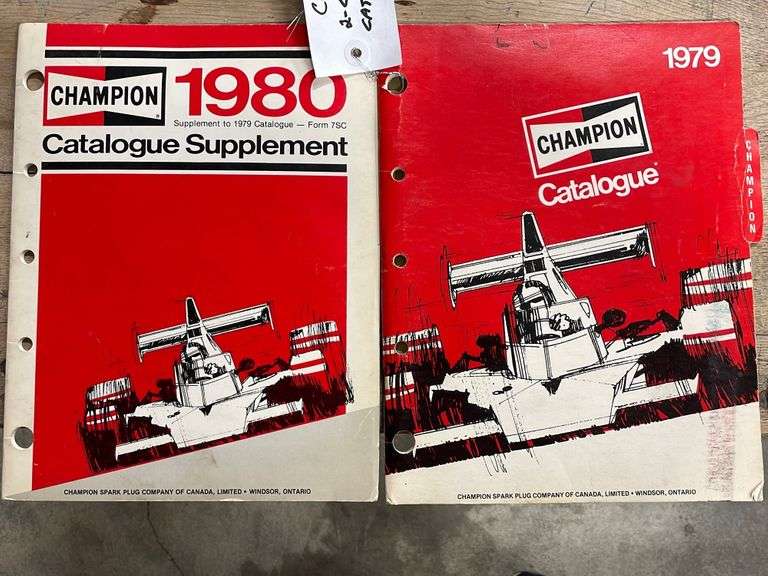 CHAMPION
1980
Supplement to 1979 Catalogue — Form 7SC
Catalogue Supplement
CHAMPION SPARK PLUG COMPANY OF CANADA, LIMITED • WINDSOR, ONTARIO
1979
CHAMPION
Catalogue
CHAMPION
CHAMPION SPARK PLUG COMPANY OF CANADA, LIMITED • WINDSOR, ONTARIO